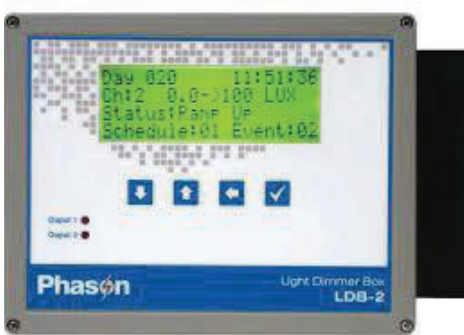 Day 020 11:51:36
Ch:2 0.0->100 LUX
Status:Ramp Up
Schedule:01 Event:02
Output 1
Output 2
Phason
Light Dimmer Box
LDB-2